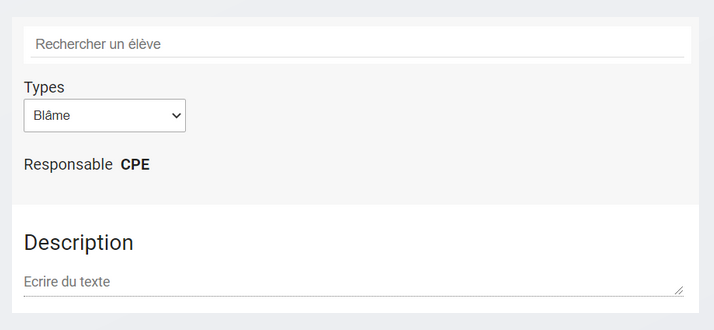 Rechercher un élève
Types
Blâme
Responsable CPE
Description
Ecrire du texte